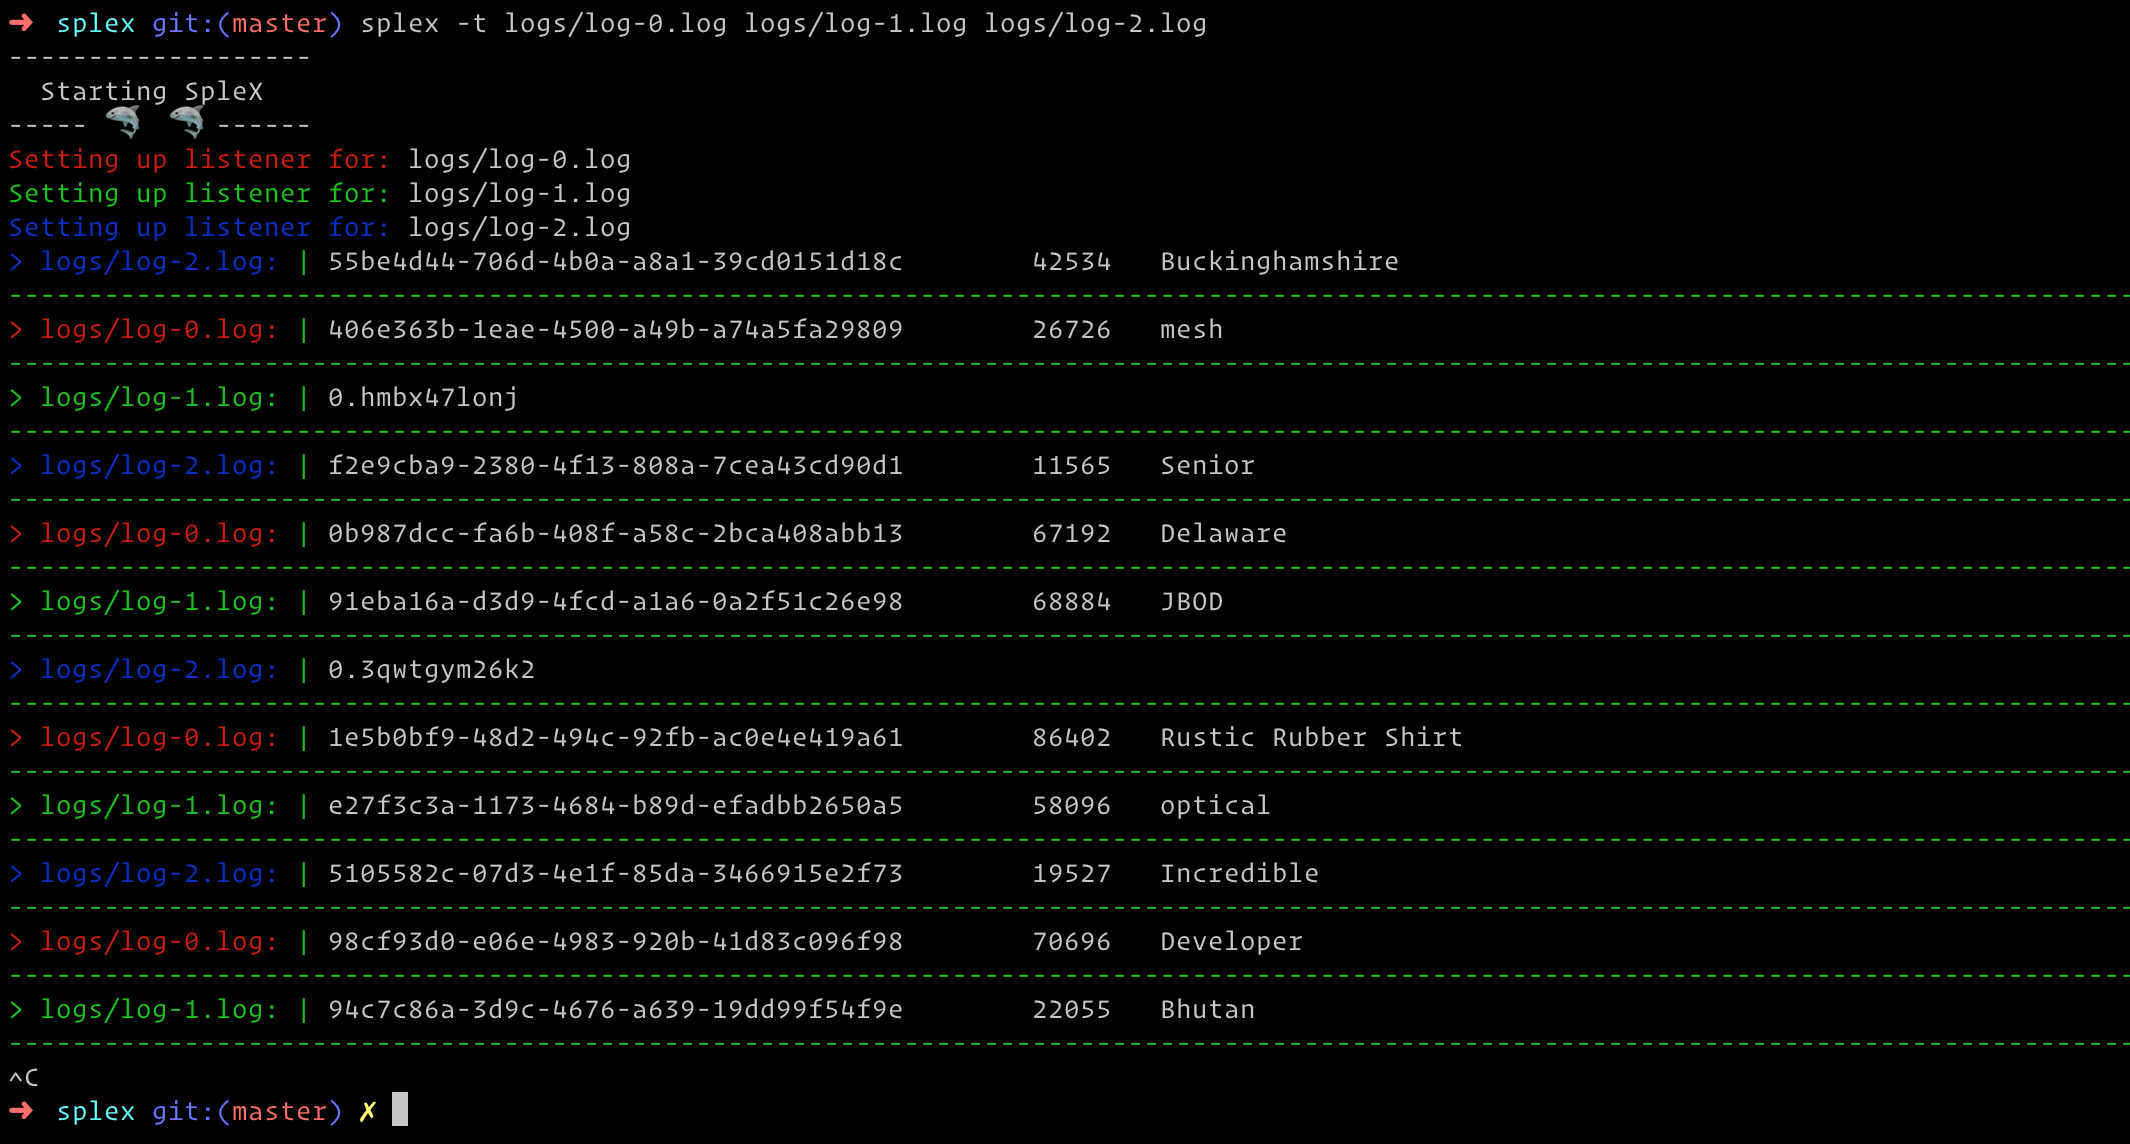 ➜ splex git:(master) splex -t logs/log-0.log logs/log-1.log logs/log-2.log
-------------------
Starting SpleX
----- 🦈 🦈 ------
Setting up listener for: logs/log-0.log
Setting up listener for: logs/log-1.log
Setting up listener for: logs/log-2.log
> logs/log-2.log: | 55be4d44-706d-4b0a-a8a1-39cd0151d18c 42534 Buckinghamshire
> logs/log-0.log: | 406e363b-1eae-4500-a49b-a74a5fa29809 26726 mesh
> logs/log-1.log: | 0.hmbx47lonj
> logs/log-2.log: | f2e9cba9-2380-4f13-808a-7cea43cd90d1 11565 Senior
> logs/log-0.log: | 0b987dcc-fa6b-408f-a58c-2bca408abb13 67192 Delaware
> logs/log-1.log: | 91eba16a-d3d9-4fcd-a1a6-0a2f51c26e98 68884 JBOD
> logs/log-2.log: | 0.3qwtgym26k2
> logs/log-0.log: | 1e5b0bf9-48d2-494c-92fb-ac0e4e419a61 86402 Rustic Rubber Shirt
> logs/log-1.log: | e27f3c3a-1173-4684-b89d-efadbb2650a5 58096 optical
> logs/log-2.log: | 5105582c-07d3-4e1f-85da-3466915e2f73 19527 Incredible
> logs/log-0.log: | 98cf93d0-e06e-4983-920b-41d83c096f98 70696 Developer
> logs/log-1.log: | 94c7c86a-3d9c-4676-a639-19dd99f54f9e 22055 Bhutan
^C
➜ splex git:(master) ✗